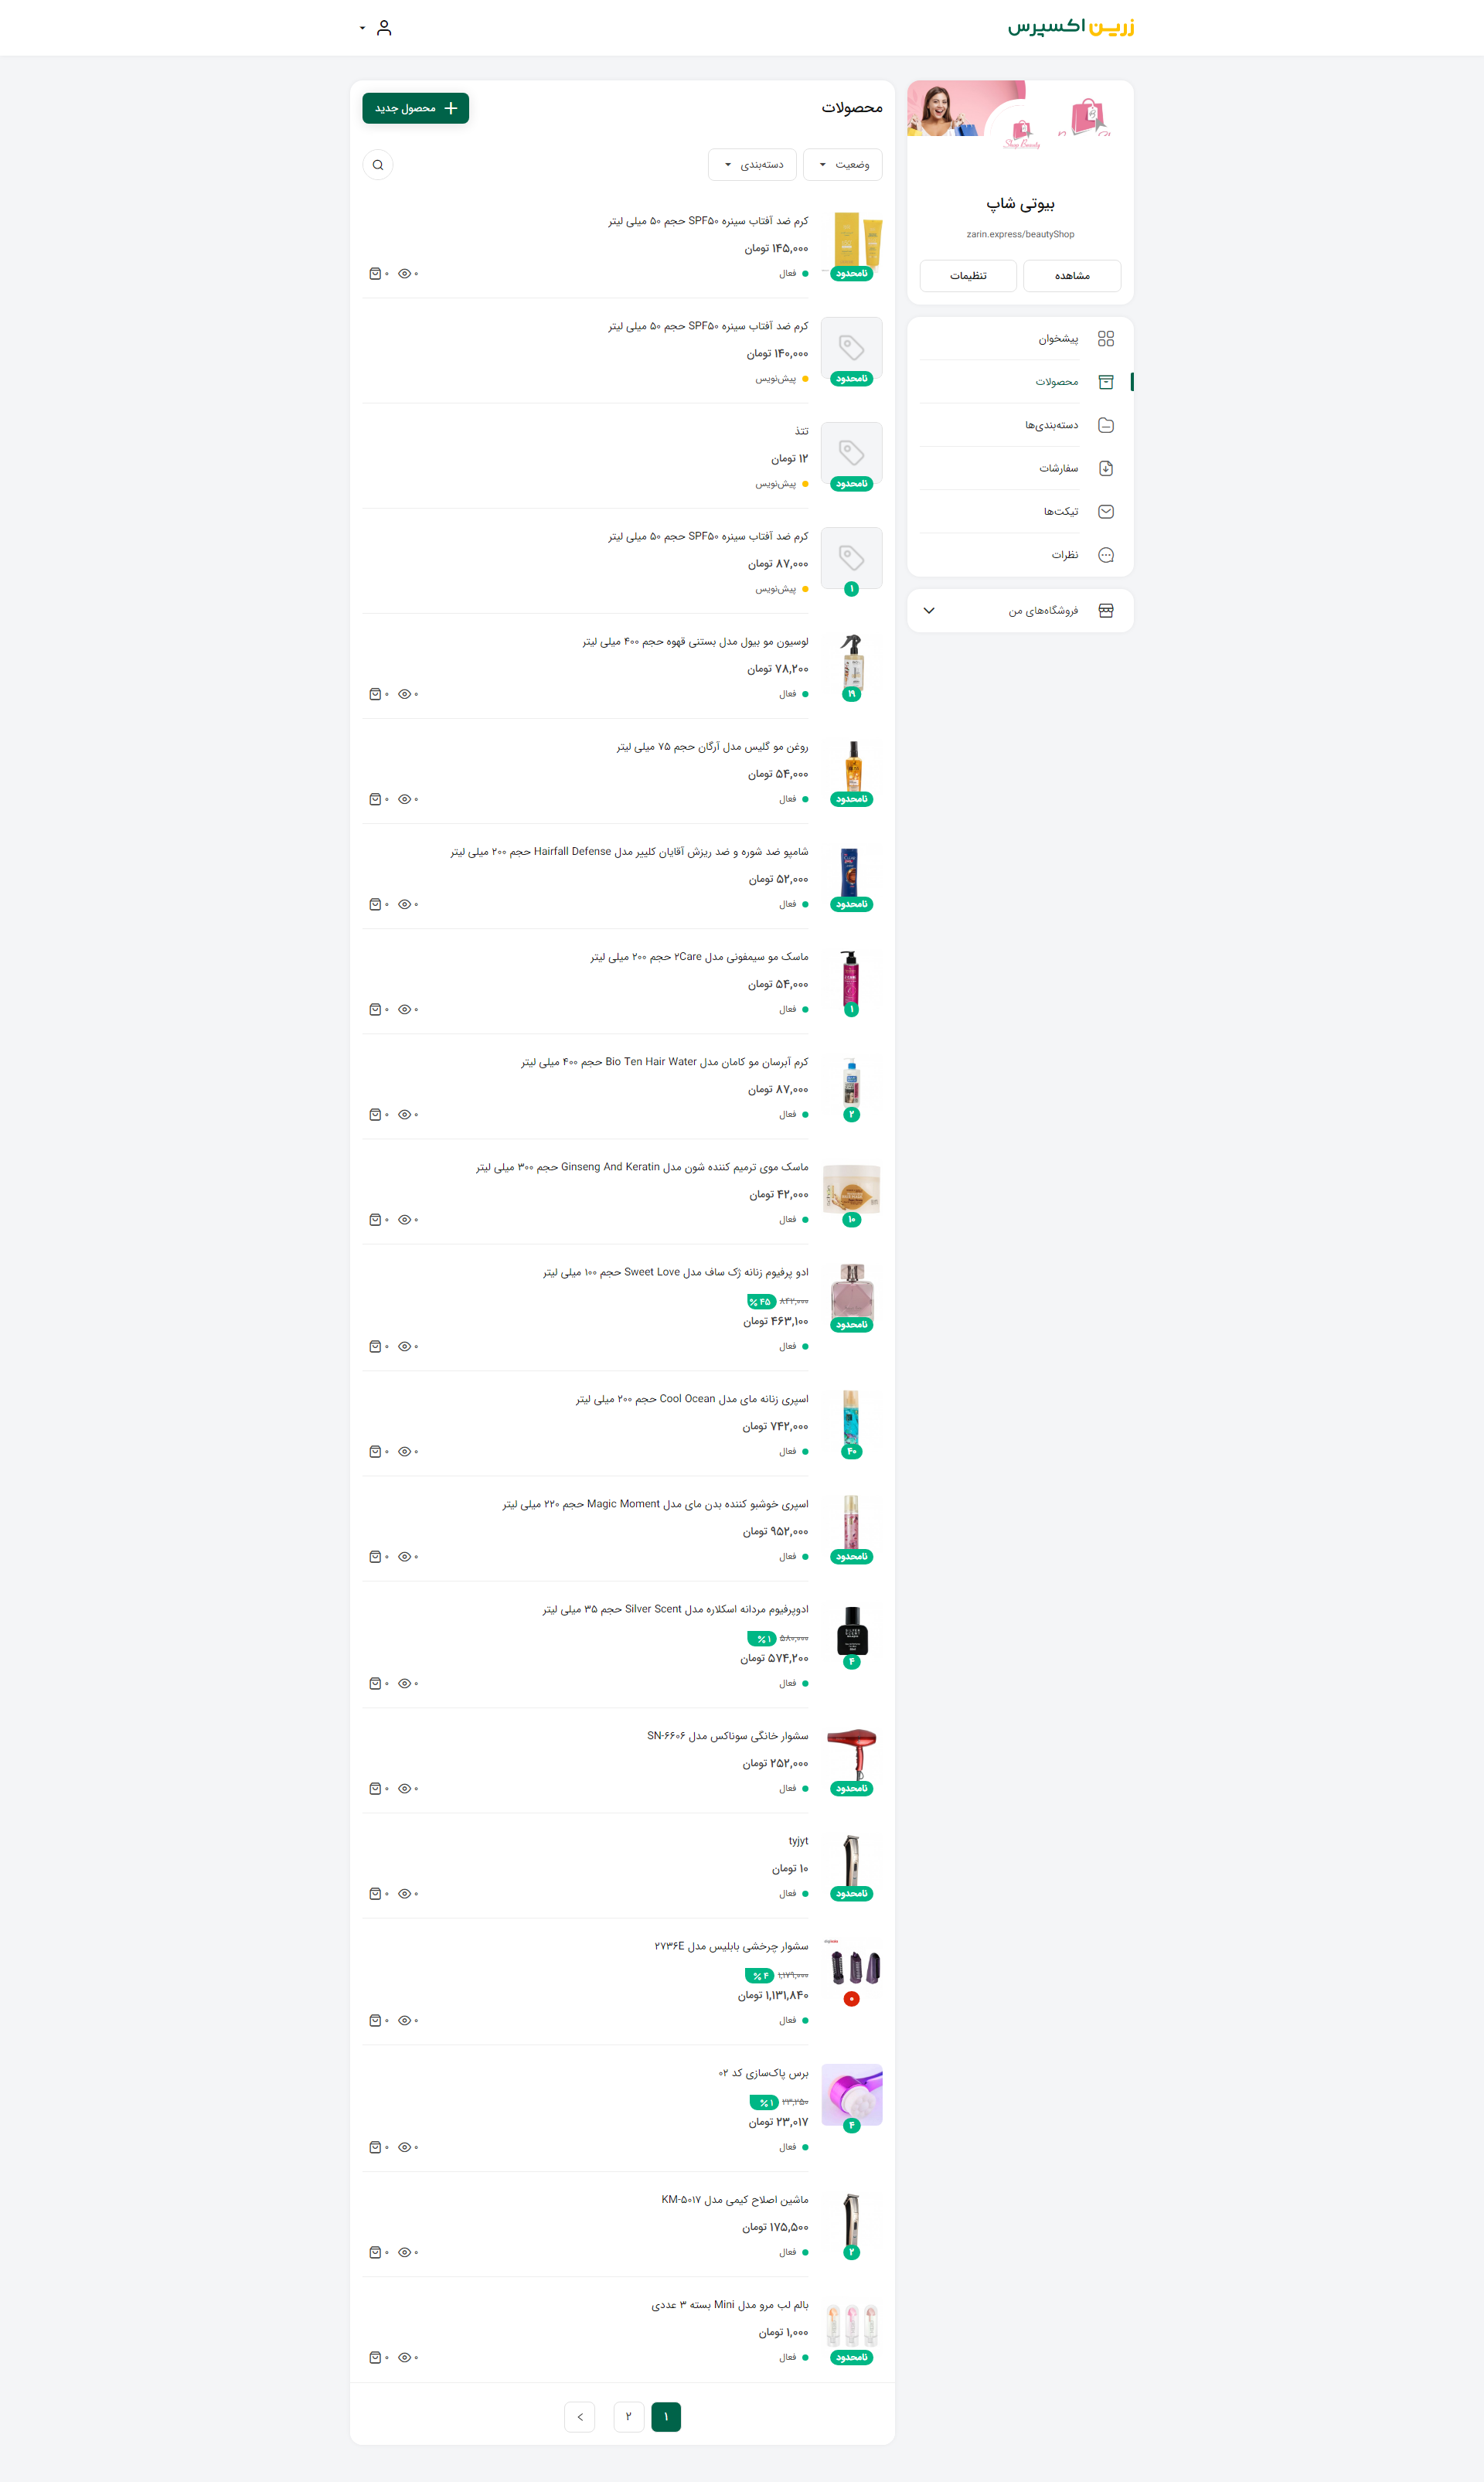 زرین اکسپرس
Shop Beauty
بیوتی شاپ
zarin.express/beautyShop
مشاهده
تنظیمات
پیشخوان
محصولات
دسته‌بندی‌ها
سفارشات
تیکت‌ها
نظرات
فروشگاه‌های من
محصولات
محصول جدید
وضعیت
دسته‌بندی
کرم ضد آفتاب سینره SPF۵۰ حجم ۵۰ میلی لیتر
۱۴۵,۰۰۰ تومان
نامحدود
فعال
۰ ۰
کرم ضد آفتاب سینره SPF۵۰ حجم ۵۰ میلی لیتر
۱۴۰,۰۰۰ تومان
نامحدود
پیش‌نویس
تتذ
۱۲ تومان
نامحدود
پیش‌نویس
کرم ضد آفتاب سینره SPF۵۰ حجم ۵۰ میلی لیتر
۸۷,۰۰۰ تومان
۱
پیش‌نویس
لوسیون مو بیول مدل بستنی قهوه حجم ۴۰۰ میلی لیتر
۷۸,۲۰۰ تومان
۱۹
فعال
۰ ۰
روغن مو گلیس مدل آرگان حجم ۷۵ میلی لیتر
۵۴,۰۰۰ تومان
نامحدود
فعال
۰ ۰
شامپو ضد شوره و ضد ریزش آقایان کلییر مدل Hairfall Defense حجم ۲۰۰ میلی لیتر
۵۲,۰۰۰ تومان
نامحدود
فعال
۰ ۰
ماسک مو سیمفونی مدل ۲Care حجم ۲۰۰ میلی لیتر
۵۴,۰۰۰ تومان
۱
فعال
۰ ۰
کرم آبرسان مو کامان مدل Bio Ten Hair Water حجم ۴۰۰ میلی لیتر
۸۷,۰۰۰ تومان
۲
فعال
۰ ۰
ماسک موی ترمیم کننده شون مدل Ginseng And Keratin حجم ۳۰۰ میلی لیتر
۴۲,۰۰۰ تومان
۱۰
فعال
۰ ۰
ادو پرفیوم زنانه ژک ساف مدل Sweet Love حجم ۱۰۰ میلی لیتر
۸۴۲,۰۰۰ ۴۵ %
۴۶۳,۱۰۰ تومان
نامحدود
فعال
۰ ۰
اسپری زنانه مای مدل Cool Ocean حجم ۲۰۰ میلی لیتر
۷۴۲,۰۰۰ تومان
۴۰
فعال
۰ ۰
اسپری خوشبو کننده بدن مای مدل Magic Moment حجم ۲۲۰ میلی لیتر
۹۵۲,۰۰۰ تومان
نامحدود
فعال
۰ ۰
ادوپرفیوم مردانه اسکلاره مدل Silver Scent حجم ۳۵ میلی لیتر
۵۸۰,۰۰۰ ۱ %
۵۷۴,۲۰۰ تومان
۴
فعال
۰ ۰
سشوار خانگی سوناکس مدل SN-۶۶۰۶
۲۵۲,۰۰۰ تومان
نامحدود
فعال
۰ ۰
tyjyt
۱۰ تومان
نامحدود
فعال
۰ ۰
سشوار چرخشی بابلیس مدل ۲۷۳۶E
۱,۱۷۹,۰۰۰ ۴ %
۱,۱۳۱,۸۴۰ تومان
۰
فعال
۰ ۰
برس پاک‌سازی کد ۰۲
۲۳,۲۵۰ ۱ %
۲۳,۰۱۷ تومان
۴
فعال
۰ ۰
ماشین اصلاح کیمی مدل KM-۵۰۱۷
۱۷۵,۵۰۰ تومان
۲
فعال
۰ ۰
بالم لب مرو مدل Mini بسته ۳ عددی
۱,۰۰۰ تومان
نامحدود
فعال
۰ ۰
۱ ۲